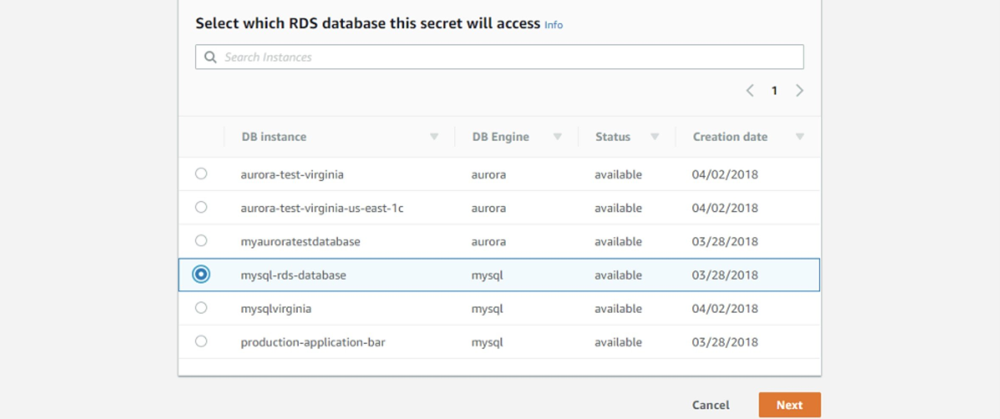 Select which RDS database this secret will access Info
Search Instances
1
DB instance DB Engine Status Creation date
aurora-test-virginia aurora available 04/02/2018
aurora-test-virginia-us-east-1c aurora available 04/02/2018
myauroratestdatabase aurora available 03/28/2018
mysql-rds-database mysql available 03/28/2018
mysqlvirginia mysql available 04/02/2018
production-application-bar mysql available 03/28/2018
Cancel Next